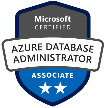 Microsoft
CERTIFIED
AZURE DATABASE
ADMINISTRATOR
ASSOCIATE